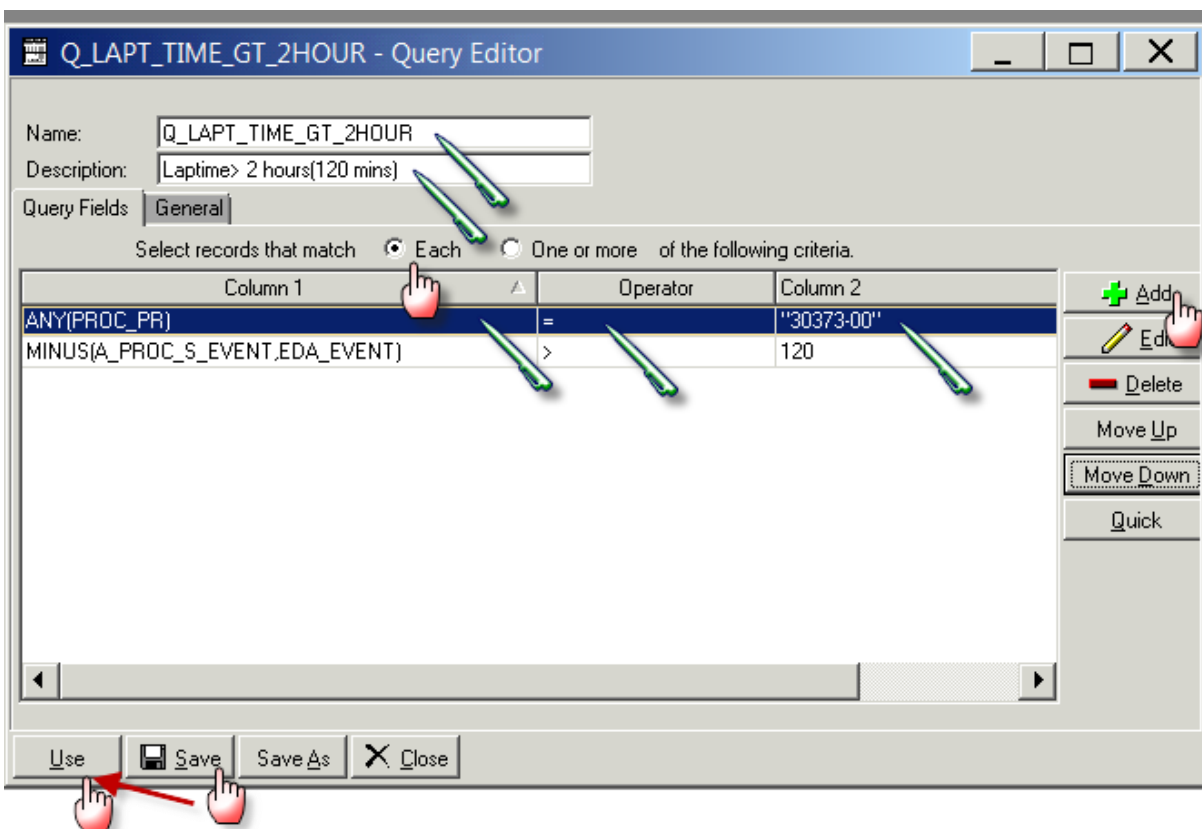 Q_LAPT_TIME_GT_2HOUR - Query Editor
Name: Q_LAPT_TIME_GT_2HOUR
Description: Laptime> 2 hours(120 mins)
Query Fields General
Select records that match Each One or more of the following criteria.
Column 1 Operator Column 2
ANY(PROC_PR) = "30373-00"
MINUS(A_PROC_S_EVENT,EDA_EVENT) > 120
Add
Edit
Delete
Move Up
Move Down
Quick
Use Save Save As Close